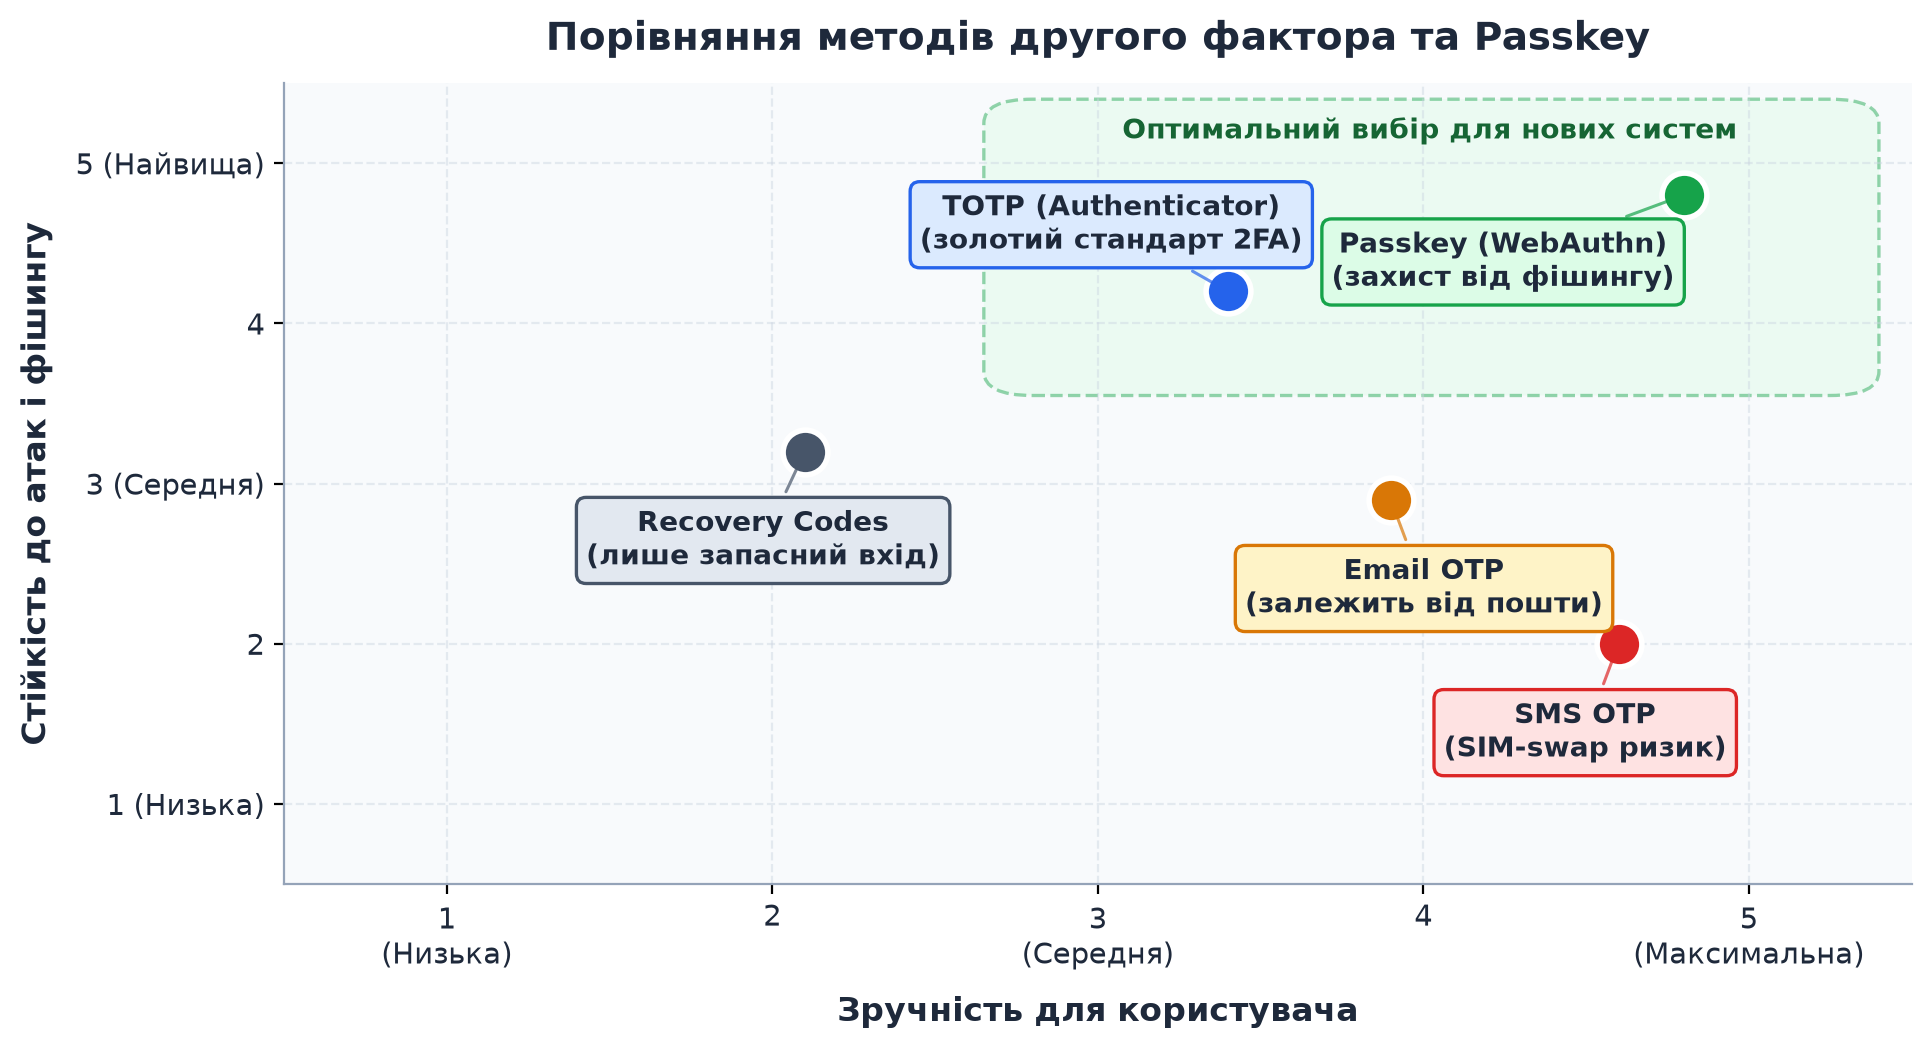 Порівняння методів другого фактора та Passkey
Стійкість до атак і фішингу
5 (Найвища)
4
3 (Середня)
2
1 (Низька)
Оптимальний вибір для нових систем
TOTP (Authenticator)
(золотий стандарт 2FA)
Passkey (WebAuthn)
(захист від фішингу)
Recovery Codes
(лише запасний вхід)
Email OTP
(залежить від пошти)
SMS OTP
(SIM-swap ризик)
1
(Низька)
2
3
(Середня)
4
5
(Максимальна)
Зручність для користувача